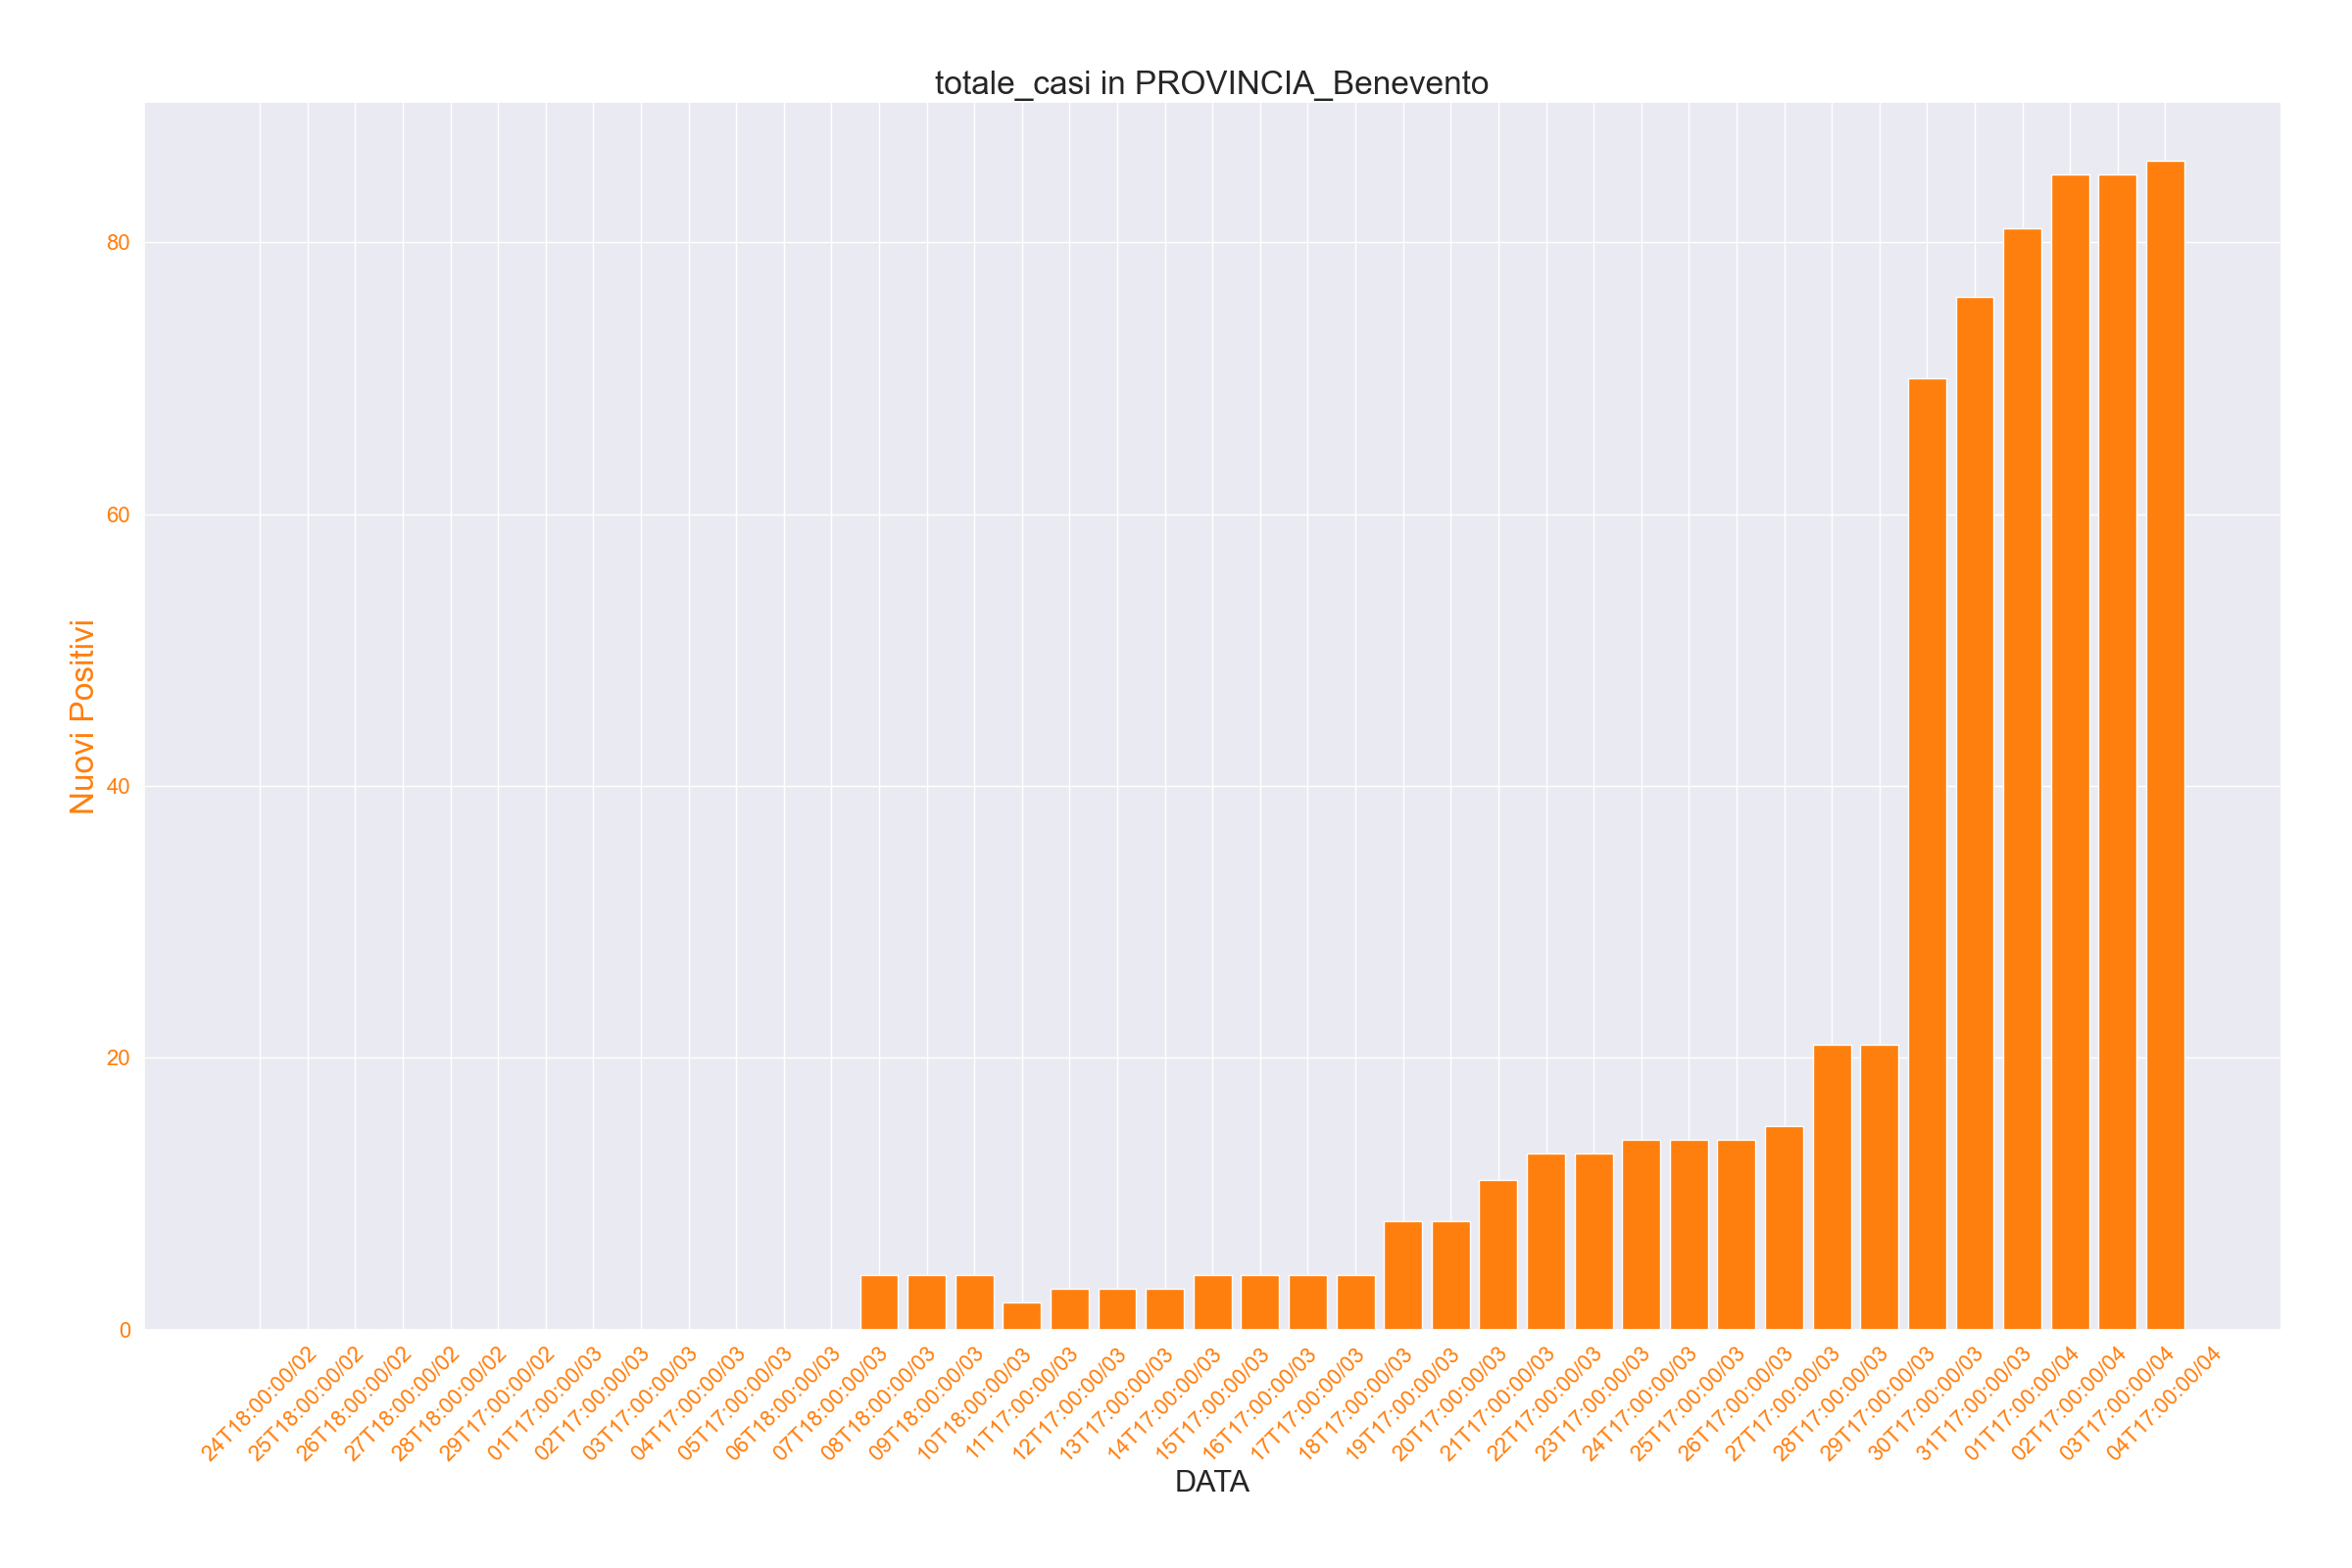 totale_casi in PROVINCIA_Benevento
Nuovi Positivi
80
60
40
20
0
24T18:00:00/02
25T18:00:00/02
26T18:00:00/02
27T18:00:00/02
28T18:00:00/02
29T17:00:00/02
01T17:00:00/03
02T17:00:00/03
03T17:00:00/03
04T17:00:00/03
05T17:00:00/03
06T18:00:00/03
07T18:00:00/03
08T18:00:00/03
09T18:00:00/03
10T18:00:00/03
11T17:00:00/03
12T17:00:00/03
13T17:00:00/03
14T17:00:00/03
15T17:00:00/03
16T17:00:00/03
17T17:00:00/03
18T17:00:00/03
19T17:00:00/03
20T17:00:00/03
21T17:00:00/03
22T17:00:00/03
23T17:00:00/03
24T17:00:00/03
25T17:00:00/03
26T17:00:00/03
27T17:00:00/03
28T17:00:00/03
29T17:00:00/03
30T17:00:00/03
31T17:00:00/03
01T17:00:00/04
02T17:00:00/04
03T17:00:00/04
04T17:00:00/04
DATA